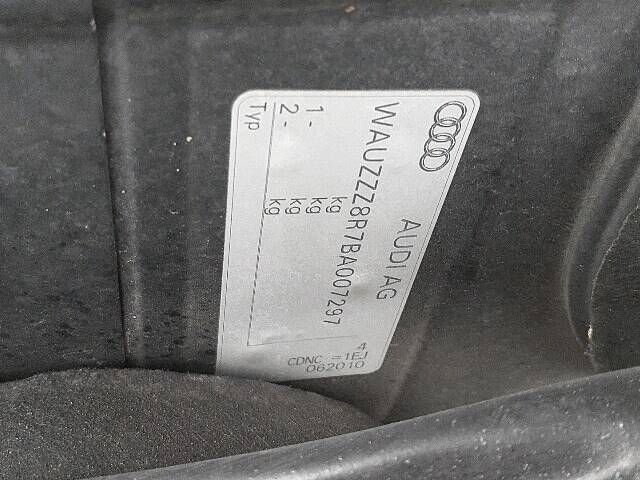 AUDI AG
WAUZZZ8R7BA007297
kg
kg
1- kg
2- kg
Typ
4
CDNC =1EJ
062010